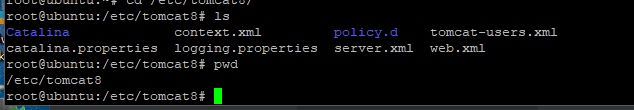 root@ubuntu:~# cd /etc/tomcat8/
root@ubuntu:/etc/tomcat8# ls
Catalina context.xml policy.d tomcat-users.xml
catalina.properties logging.properties server.xml web.xml
root@ubuntu:/etc/tomcat8# pwd
/etc/tomcat8
root@ubuntu:/etc/tomcat8#